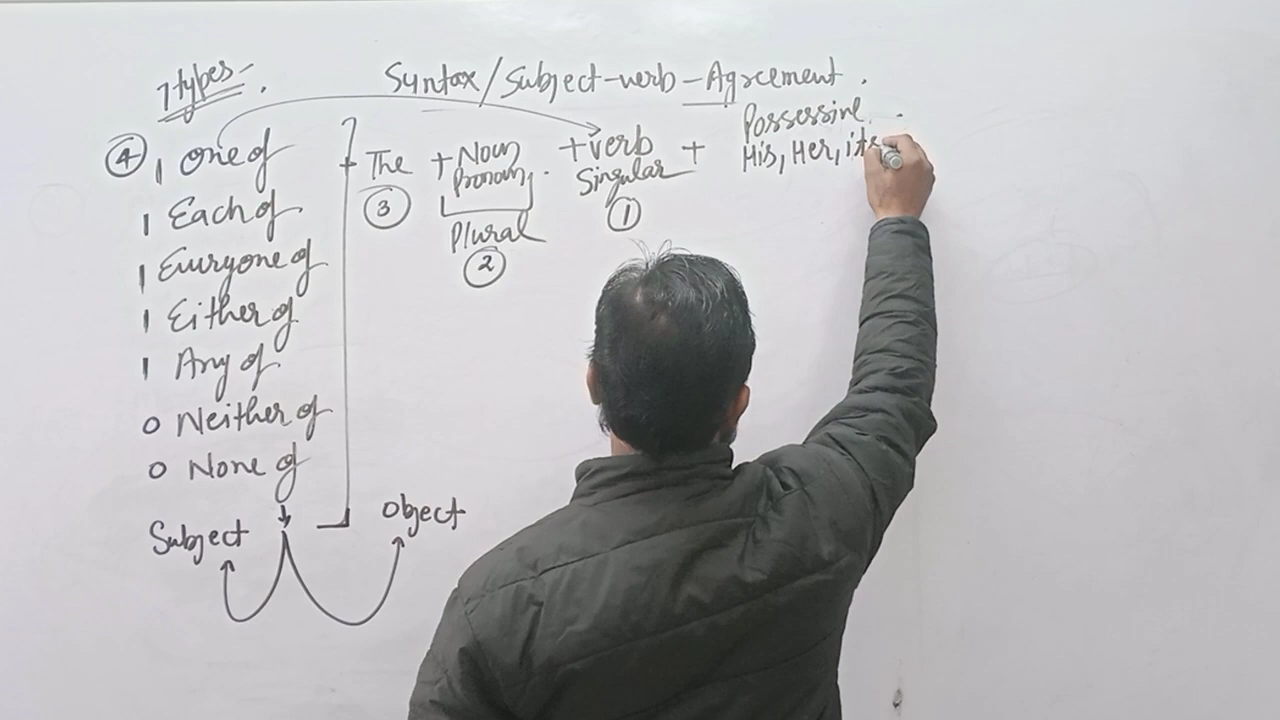 7 types - .
Syntax/Subject-verb-Agreement .
④ 1 One of + The + Noun + verb + Possessive .
Pronoun . Singular His, Her, its
③ ①
1 Each of Plural
②
1 Everyone of
1 Either of
1 Any of
0 Neither of
0 None of
Subject Object